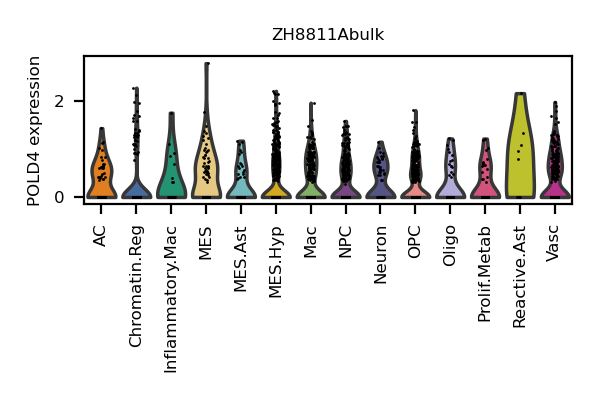 ZH8811Abulk
POLD4 expression
2
0
AC
Chromatin.Reg
Inflammatory.Mac
MES
MES.Ast
MES.Hyp
Mac
NPC
Neuron
OPC
Oligo
Prolif.Metab
Reactive.Ast
Vasc